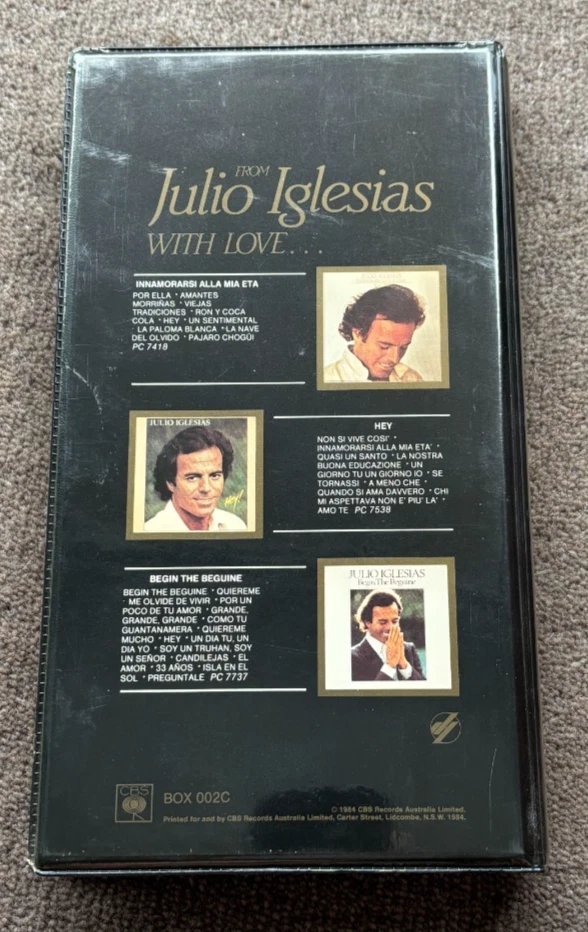 FROM
Julio Iglesias
WITH LOVE...
INNAMORARSI ALLA MIA ETA
POR ELLA • AMANTES
MORRIÑAS • VIEJAS
TRADICIONES • RON Y COCA
COLA • HEY • UN SENTIMENTAL
• LA PALOMA BLANCA • LA NAVE
DEL OLVIDO • PAJARO CHOGÜI
PC 7418
JULIO IGLESIAS
HEY!
HEY
NON SI VIVE COSI' •
INNAMORARSI ALLA MIA ETA' •
QUASI UN SANTO • LA NOSTRA
BUONA EDUCAZIONE • UN
GIORNO TU UN GIORNO IO • SE
TORNASSI • A MENO CHE •
QUANDO SI AMA DAVVERO • CHI
MI ASPETTAVA NON E' PIU' LA' •
AMO TE PC 7538
BEGIN THE BEGUINE
BEGIN THE BEGUINE • QUIEREME
• ME OLVIDE DE VIVIR • POR UN
POCO DE TU AMOR • GRANDE,
GRANDE, GRANDE • COMO TU
GUANTANAMERA • QUIEREME
MUCHO • HEY • UN DIA TU, UN
DIA YO • SOY UN TRUHAN, SOY
UN SEÑOR • CANDILEJAS • EL
AMOR • 33 AÑOS • ISLA EN EL
SOL • PREGUNTALE PC 7737
JULIO IGLESIAS
Begin The Beguine
CBS
BOX 002C
© 1984 CBS Records Australia Limited.
Printed for and by CBS Records Australia Limited, Carter Street, Lidcombe, N.S.W. 1984.